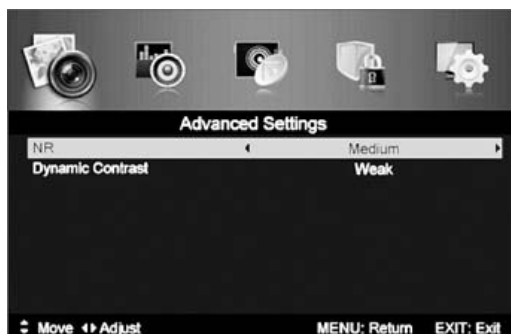 Advanced Settings
NR Medium
Dynamic Contrast Weak
Move Adjust MENU: Return EXIT: Exit